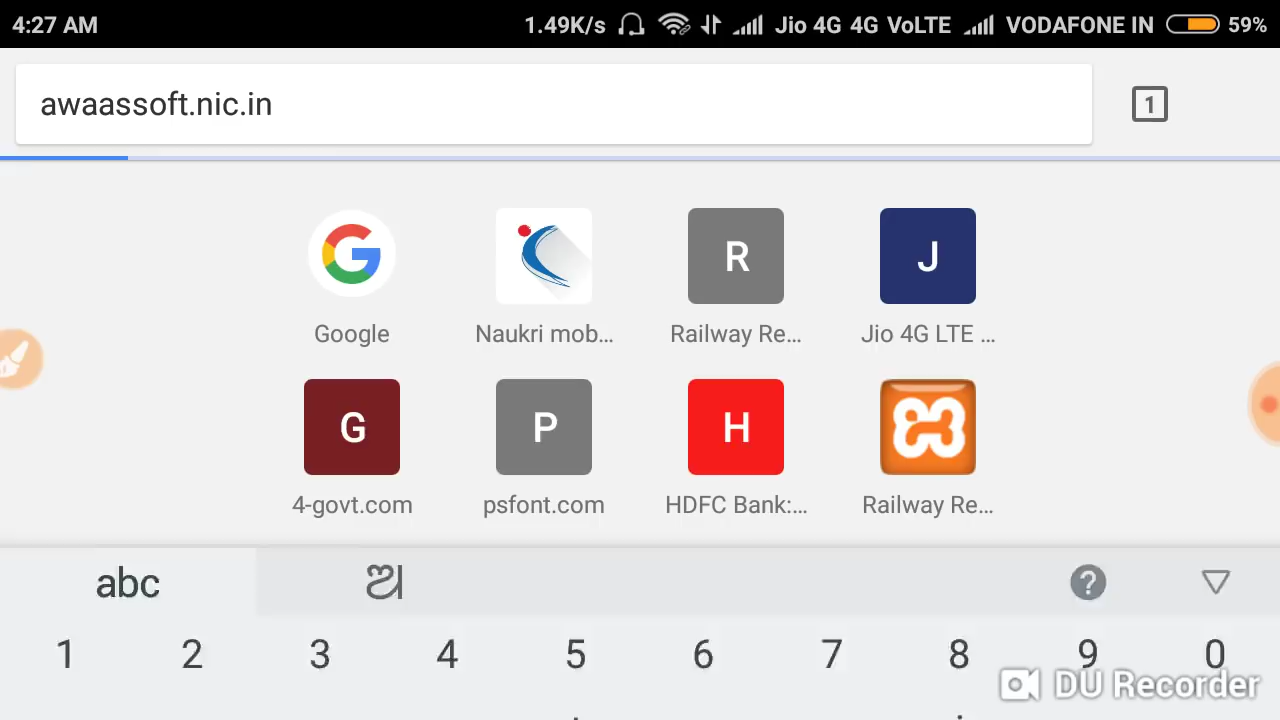 4:27 AM 1.49K/s Jio 4G 4G VoLTE VODAFONE IN 59%
awaassoft.nic.in 1
G R J
Google Naukri mob... Railway Re... Jio 4G LTE ...
G P H
4-govt.com psfont.com HDFC Bank:... Railway Re...
abc ଅ ?
1 2 3 4 5 6 7 8 9 0
DU Recorder